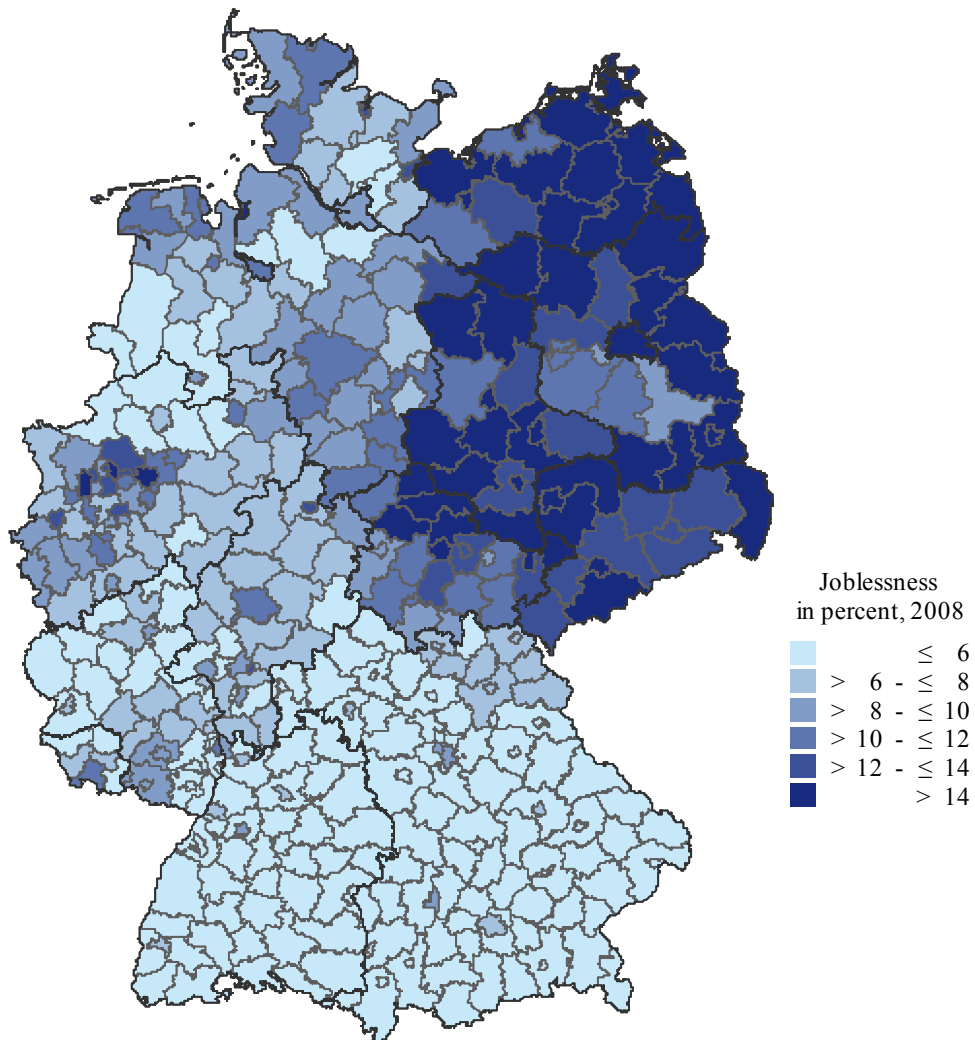 Joblessness
in percent, 2008
≤ 6
> 6 - ≤ 8
> 8 - ≤ 10
> 10 - ≤ 12
> 12 - ≤ 14
> 14